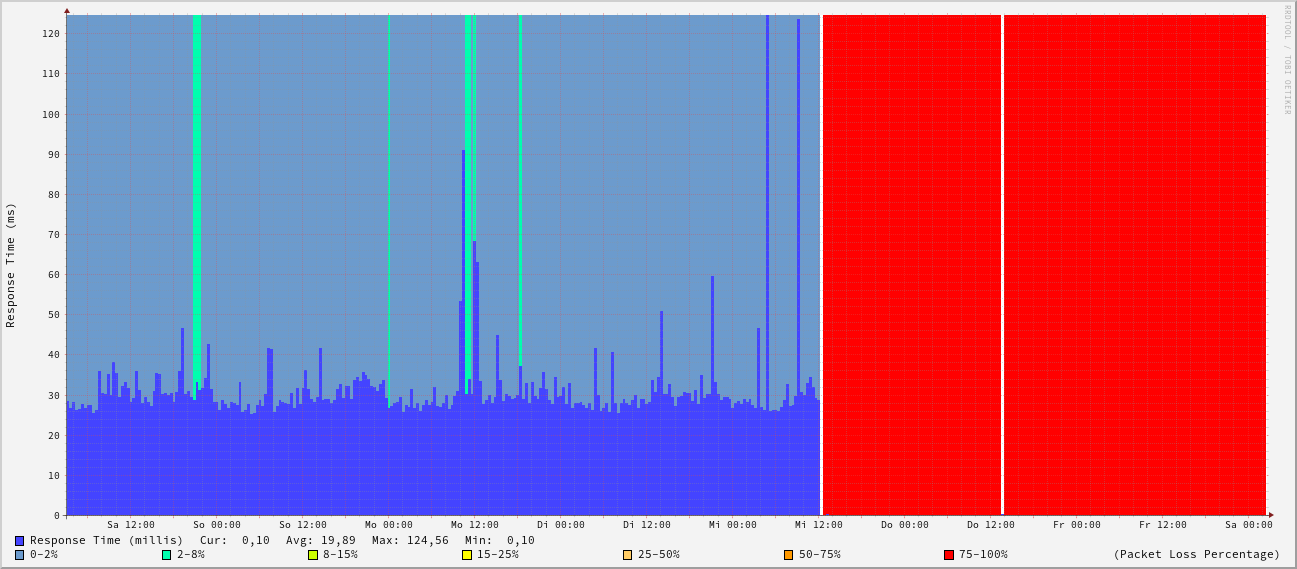 RRDTOOL / TOBI OETIKER
Response Time (ms)
120
110
100
90
80
70
60
50
40
30
20
10
0
Sa 12:00 So 00:00 So 12:00 Mo 00:00 Mo 12:00 Di 00:00 Di 12:00 Mi 00:00 Mi 12:00 Do 00:00 Do 12:00 Fr 00:00 Fr 12:00 Sa 00:00
Response Time (millis) Cur: 0,10 Avg: 19,89 Max: 124,56 Min: 0,10
0-2% 2-8% 8-15% 15-25% 25-50% 50-75% 75-100% (Packet Loss Percentage)